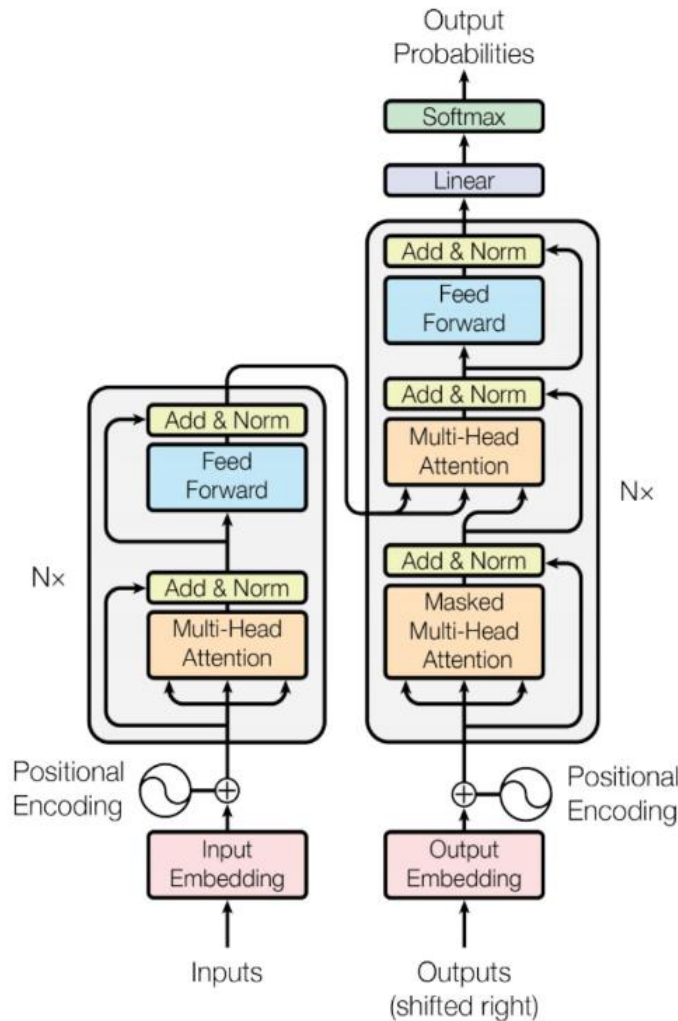 Output
Probabilities
Softmax
Linear
Add & Norm
Feed
Forward
Add & Norm
Multi-Head
Attention
Nx
Add & Norm
Masked
Multi-Head
Attention
Positional
Encoding
Output
Embedding
Outputs
(shifted right)
Add & Norm
Feed
Forward
Nx
Add & Norm
Multi-Head
Attention
Positional
Encoding
Input
Embedding
Inputs